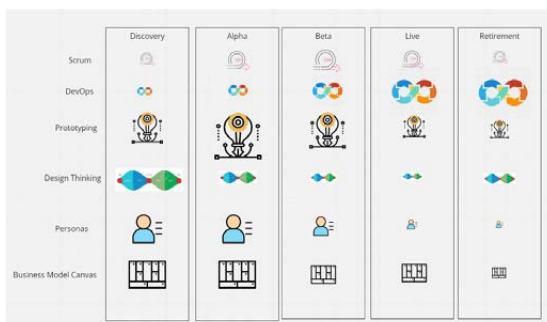 Discovery Alpha Beta Live Retirement
Scrum
DevOps
Prototyping
Design Thinking
Personas
Business Model Canvas